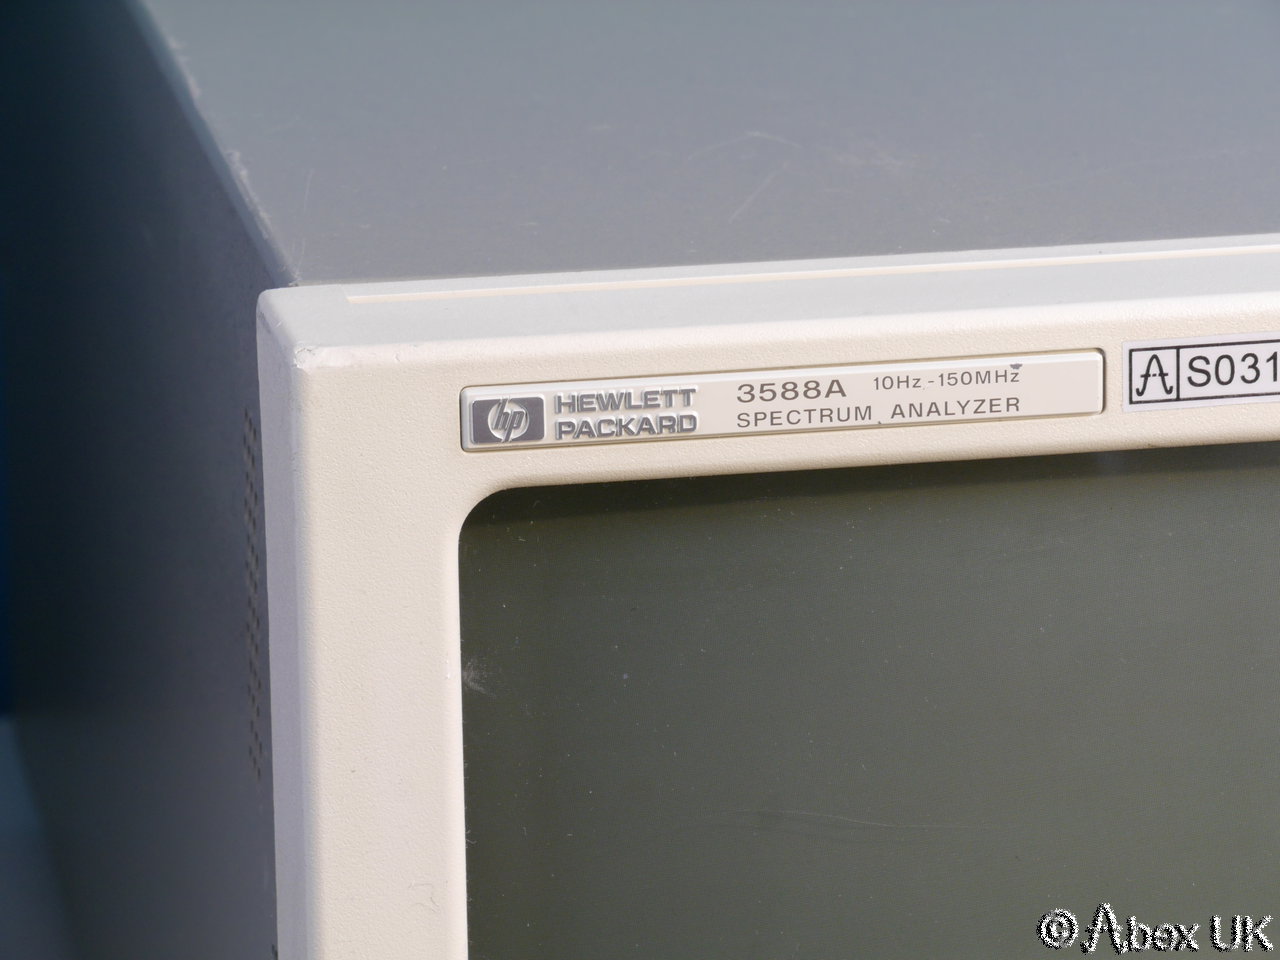 hp HEWLETT PACKARD
3588A 10Hz-150MHz
SPECTRUM ANALYZER
A S031
© Abex UK